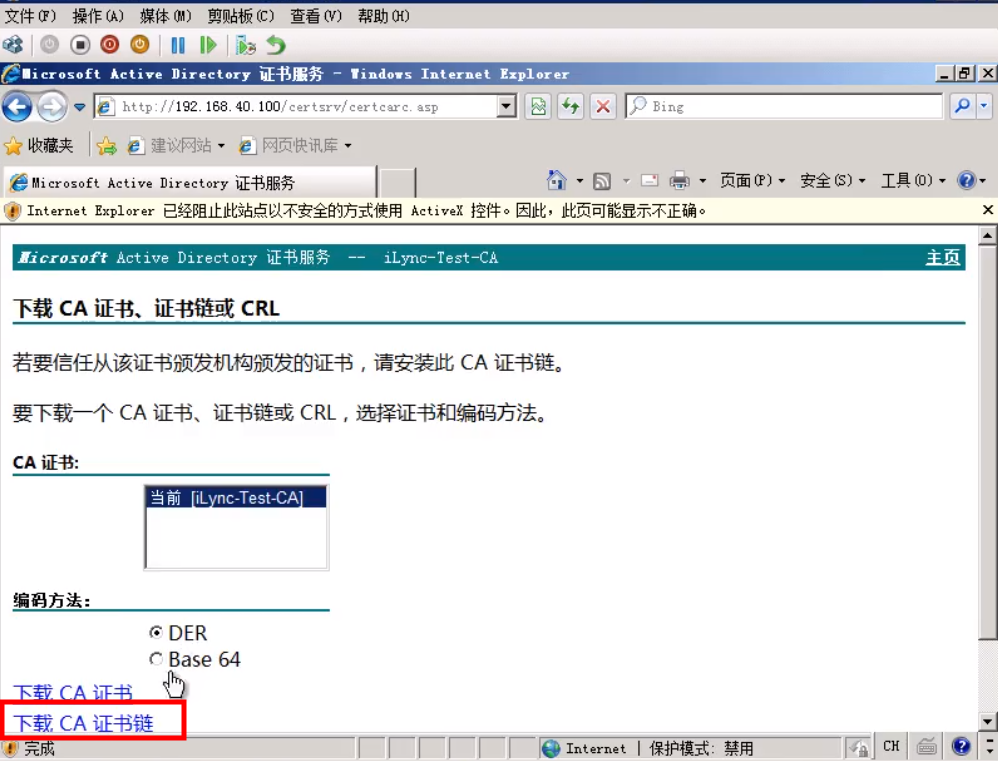 文件(F) 操作(A) 媒体(M) 剪贴板(C) 查看(V) 帮助(H)
Microsoft Active Directory 证书服务 - Windows Internet Explorer
http://192.168.40.100/certsrv/certcarc.asp Bing
收藏夹 建议网站 网页快讯库
Microsoft Active Directory 证书服务 页面(P) 安全(S) 工具(O)
Internet Explorer 已经阻止此站点以不安全的方式使用 ActiveX 控件。因此，此页可能显示不正确。
Microsoft Active Directory 证书服务 -- iLync-Test-CA 主页
下载 CA 证书、证书链或 CRL
若要信任从该证书颁发机构颁发的证书，请安装此 CA 证书链。
要下载一个 CA 证书、证书链或 CRL，选择证书和编码方法。
CA 证书:
当前 [iLync-Test-CA]
编码方法:
DER
Base 64
下载 CA 证书
下载 CA 证书链
完成 Internet | 保护模式: 禁用 CH